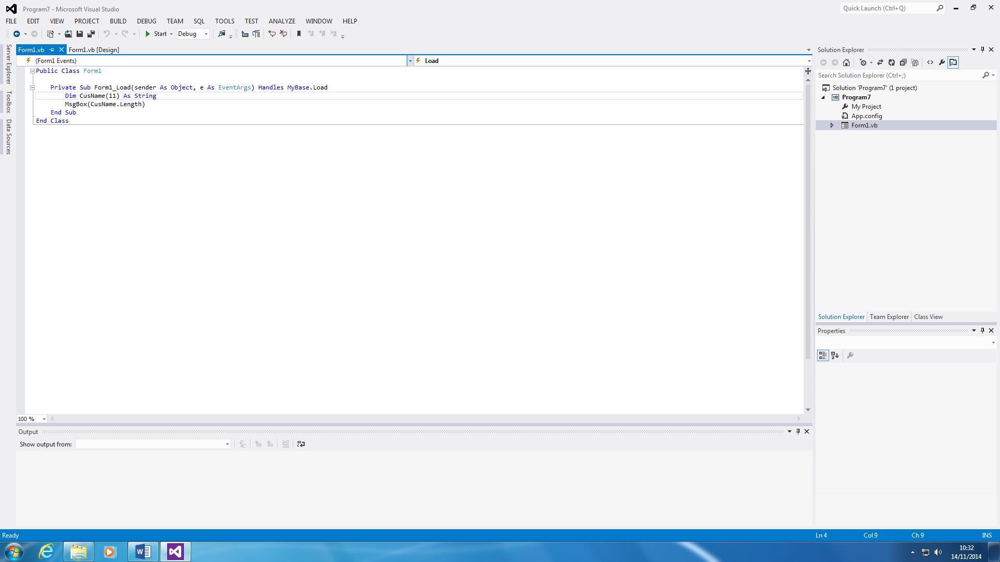 Program7 - Microsoft Visual Studio
Quick Launch (Ctrl+Q)
FILE EDIT VIEW PROJECT BUILD DEBUG TEAM SQL TOOLS TEST ANALYZE WINDOW HELP
Start Debug
Server Explorer
Toolbox
Data Sources
Form1.vb Form1.vb [Design]
(Form1 Events) Load
Public Class Form1
Private Sub Form1_Load(sender As Object, e As EventArgs) Handles MyBase.Load
Dim CusName(11) As String
MsgBox(CusName.Length)
End Sub
End Class
100 %
Output
Show output from:
Solution Explorer
Search Solution Explorer (Ctrl+;)
Solution 'Program7' (1 project)
VB Program7
My Project
App.config
Form1.vb
Solution Explorer Team Explorer Class View
Properties
Ready Ln 4 Col 9 Ch 9 INS
10:32
14/11/2014